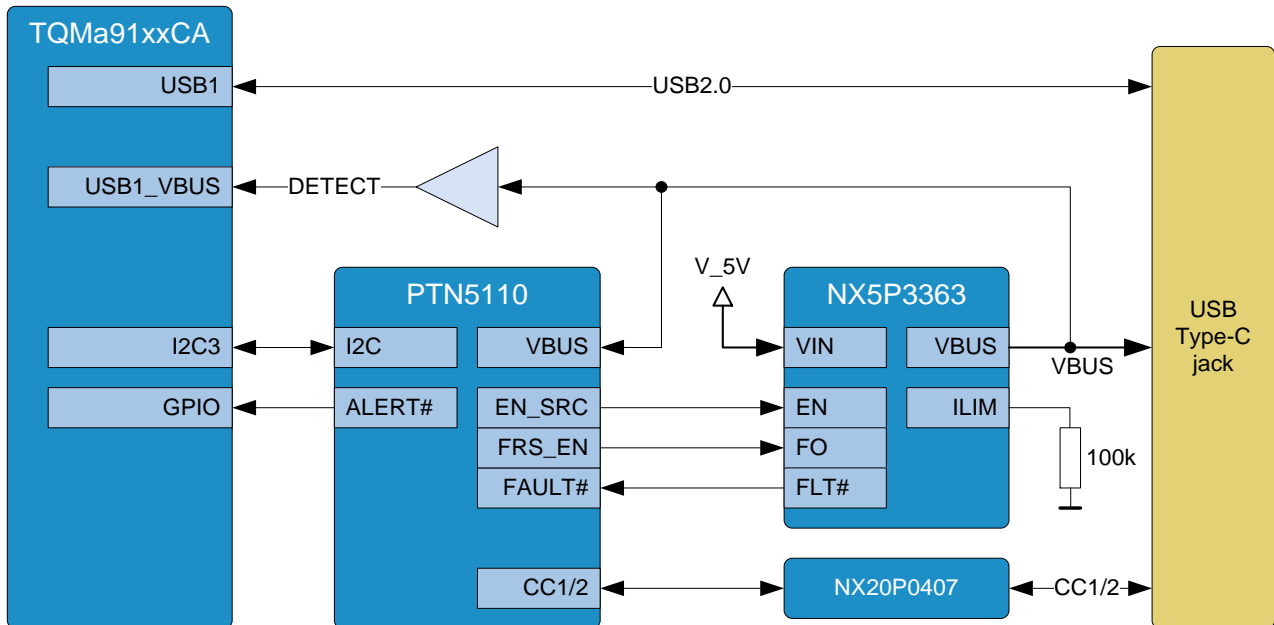 TQMa91xxCA
USB1
USB2.0
USB1_VBUS
DETECT
V_5V
PTN5110
NX5P3363
USB
Type-C
jack
I2C3
I2C
VBUS
VIN
VBUS
VBUS
GPIO
ALERT#
EN_SRC
EN
ILIM
FRS_EN
FO
100k
FAULT#
FLT#
CC1/2
NX20P0407
CC1/2